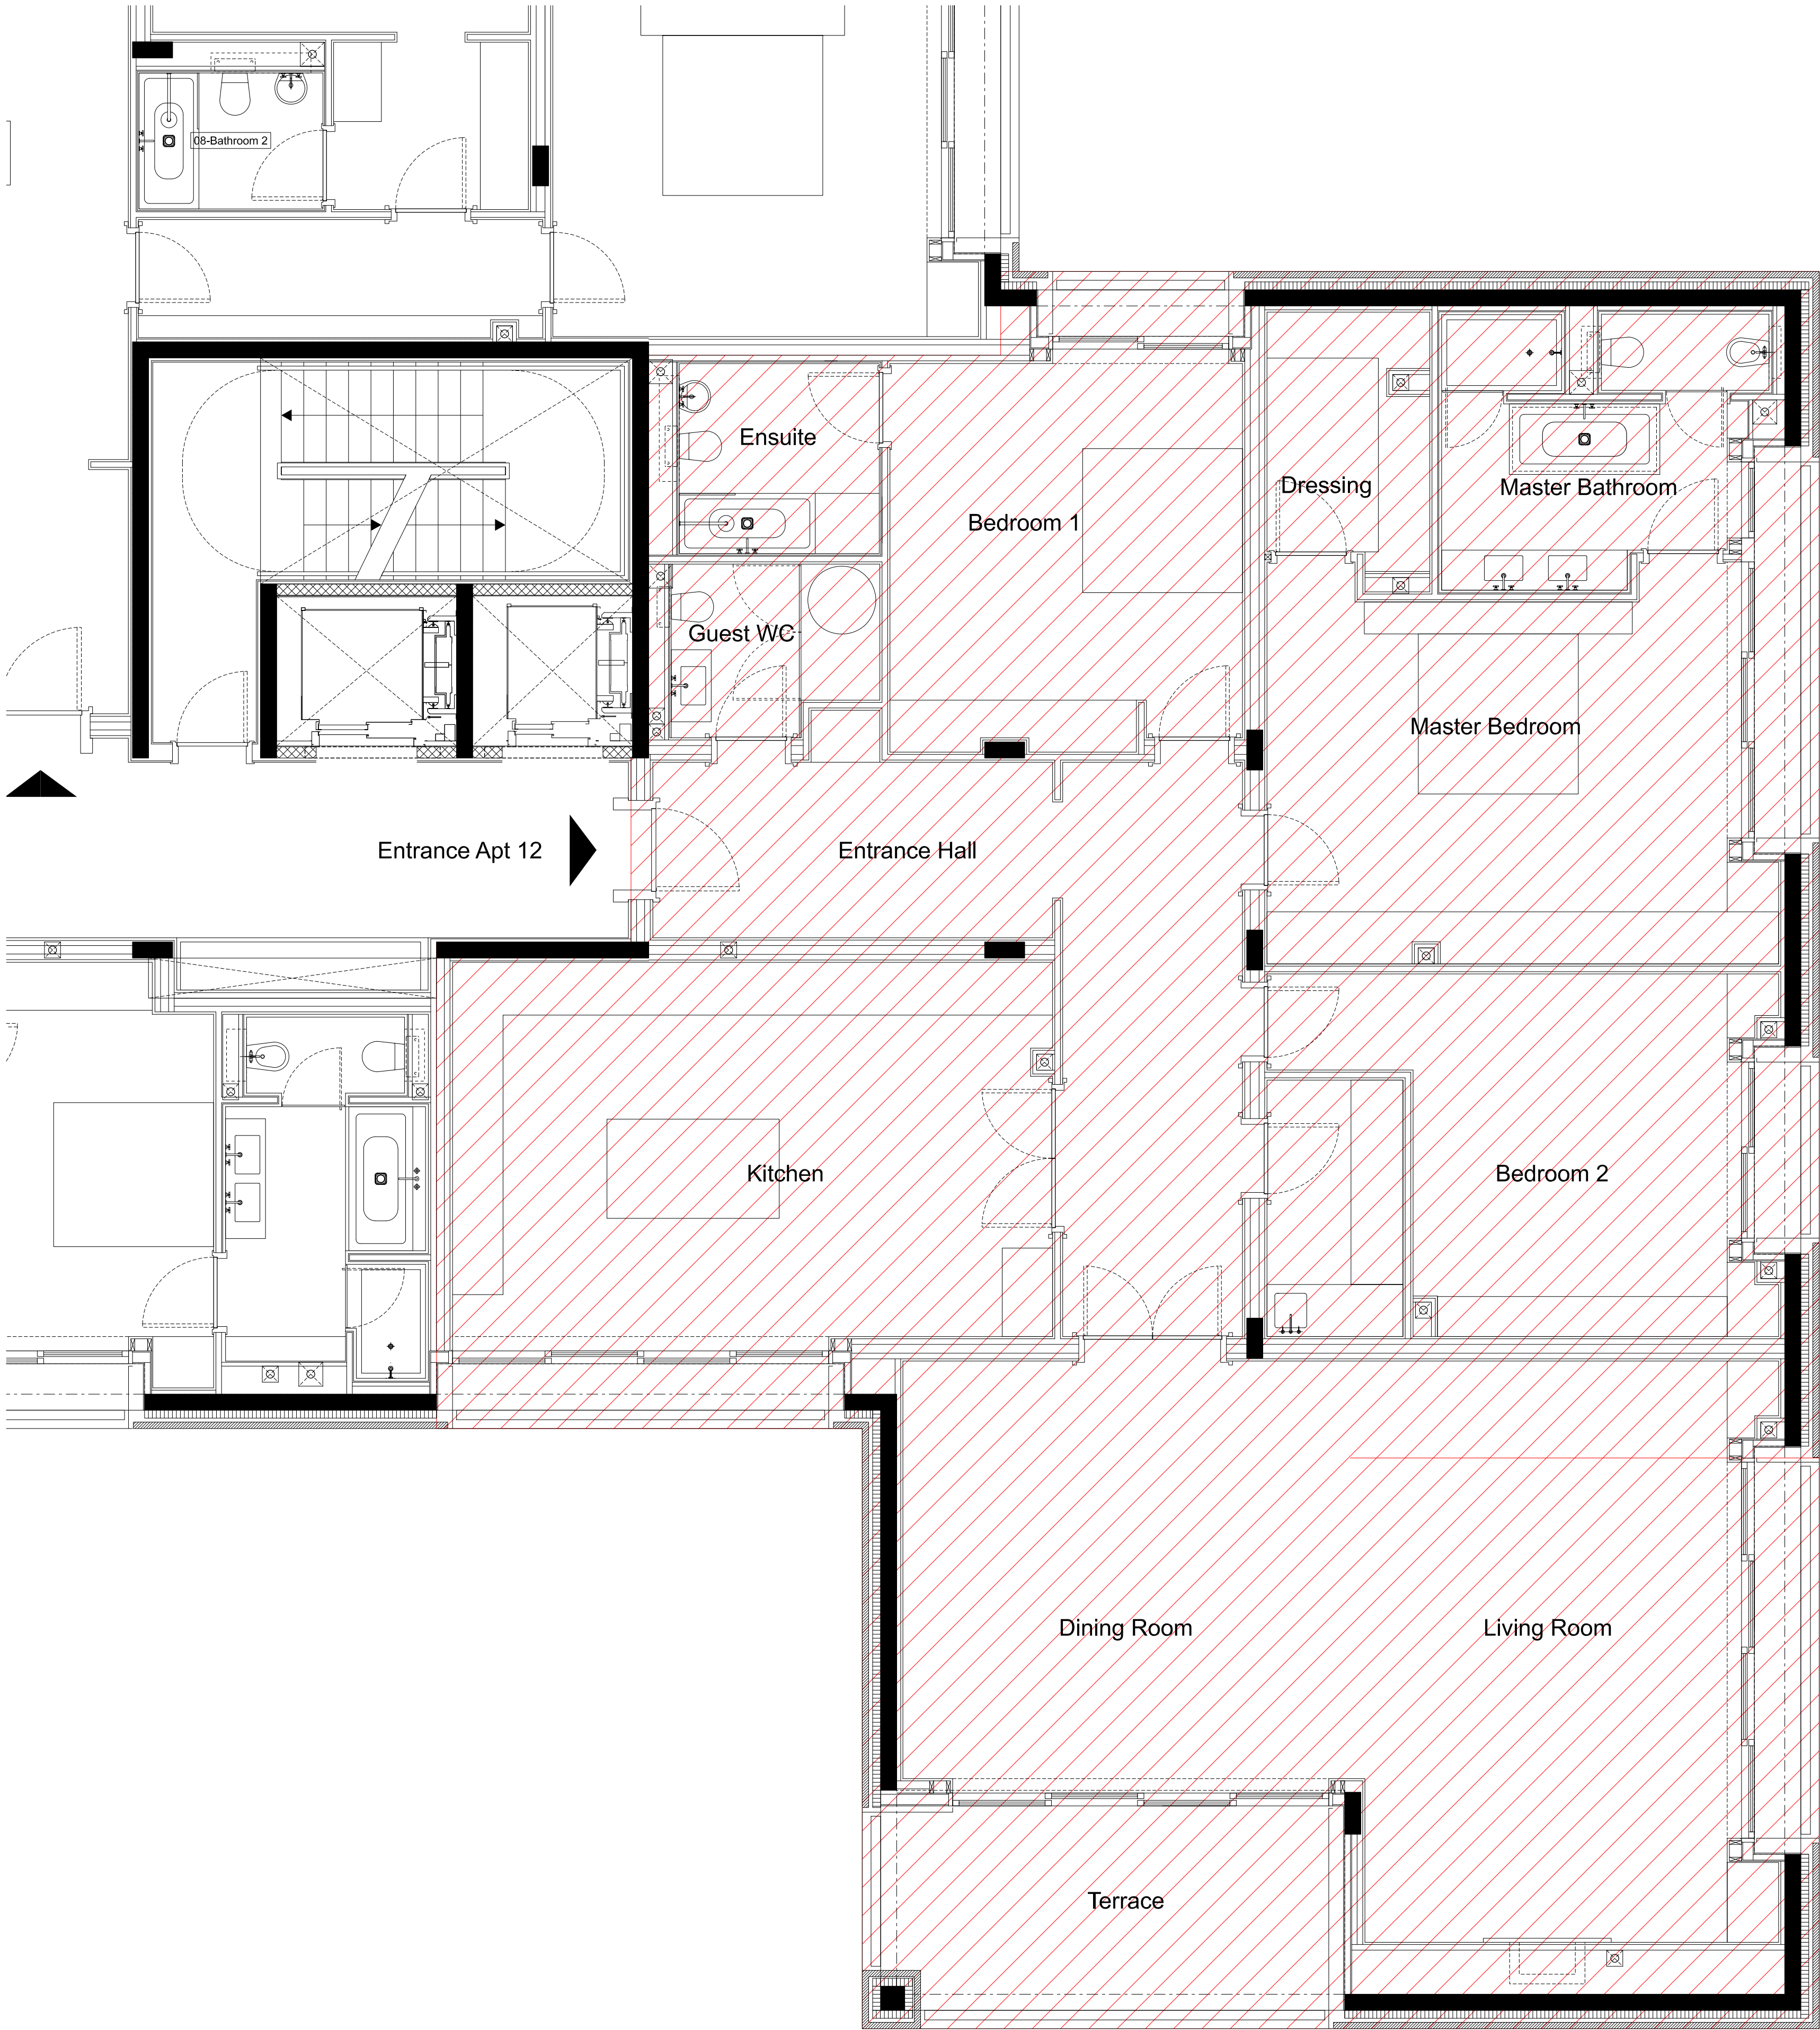 08-Bathroom 2
Ensuite
Dressing
Master Bathroom
Bedroom 1
Guest WC
Master Bedroom
Entrance Apt 12
Entrance Hall
Kitchen
Bedroom 2
Dining Room
Living Room
Terrace